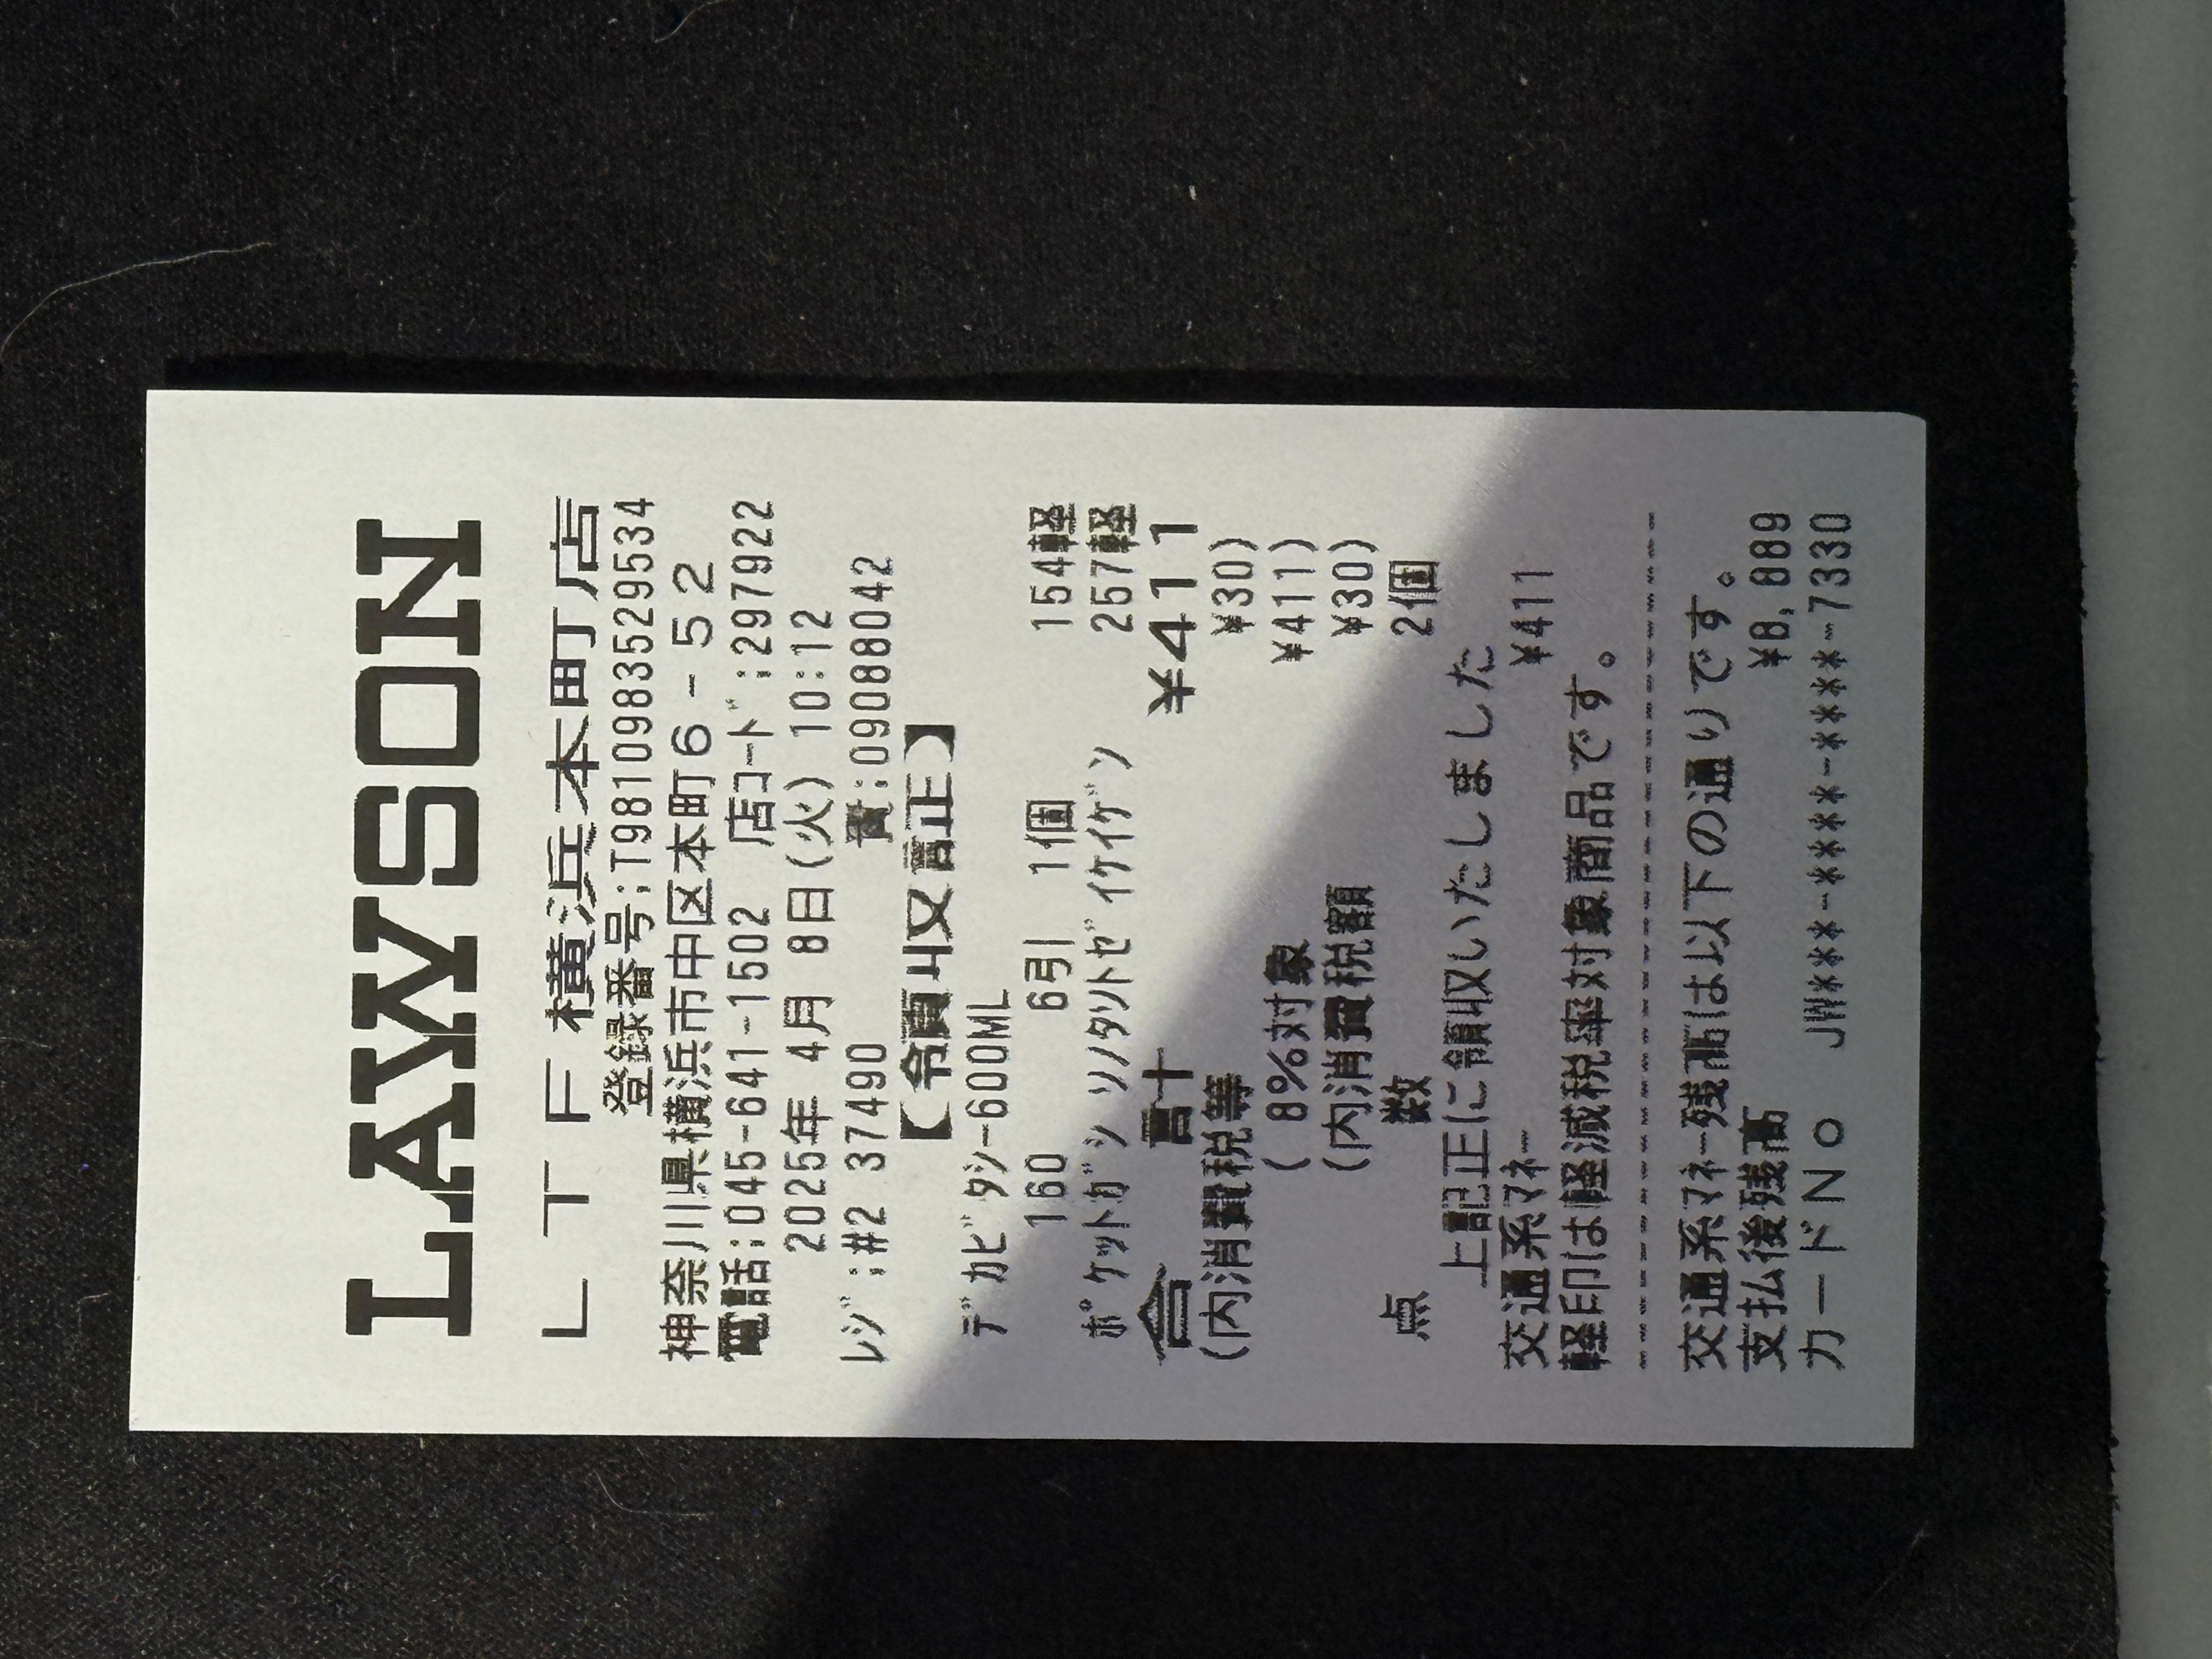 LAWSON
LTF横浜本町店
登録番号:T9810983529534
神奈川県横浜市中区本町6-52
電話:045-641-1502 店コード:297922
2025年 4月 8日(火) 10:12
レジ:#2 37490 責:09088042
【領収証】
デカビタシー600ML
160 6引 1個 154軽
ポケットガシ ソノタソトゼイケイゲン 257軽
合 計 ¥411
(内消費税等 ¥30)
( 8%対象 ¥411)
(内消費税額 ¥30)
点 数 2個
上記正に領収いたしました
交通系マネー ¥411
軽印は軽減税率対象商品です。
--------------------------------
交通系マネー残高は以下の通りです。
支払後残高 ¥8,889
カードNo JW***-****-****-7330